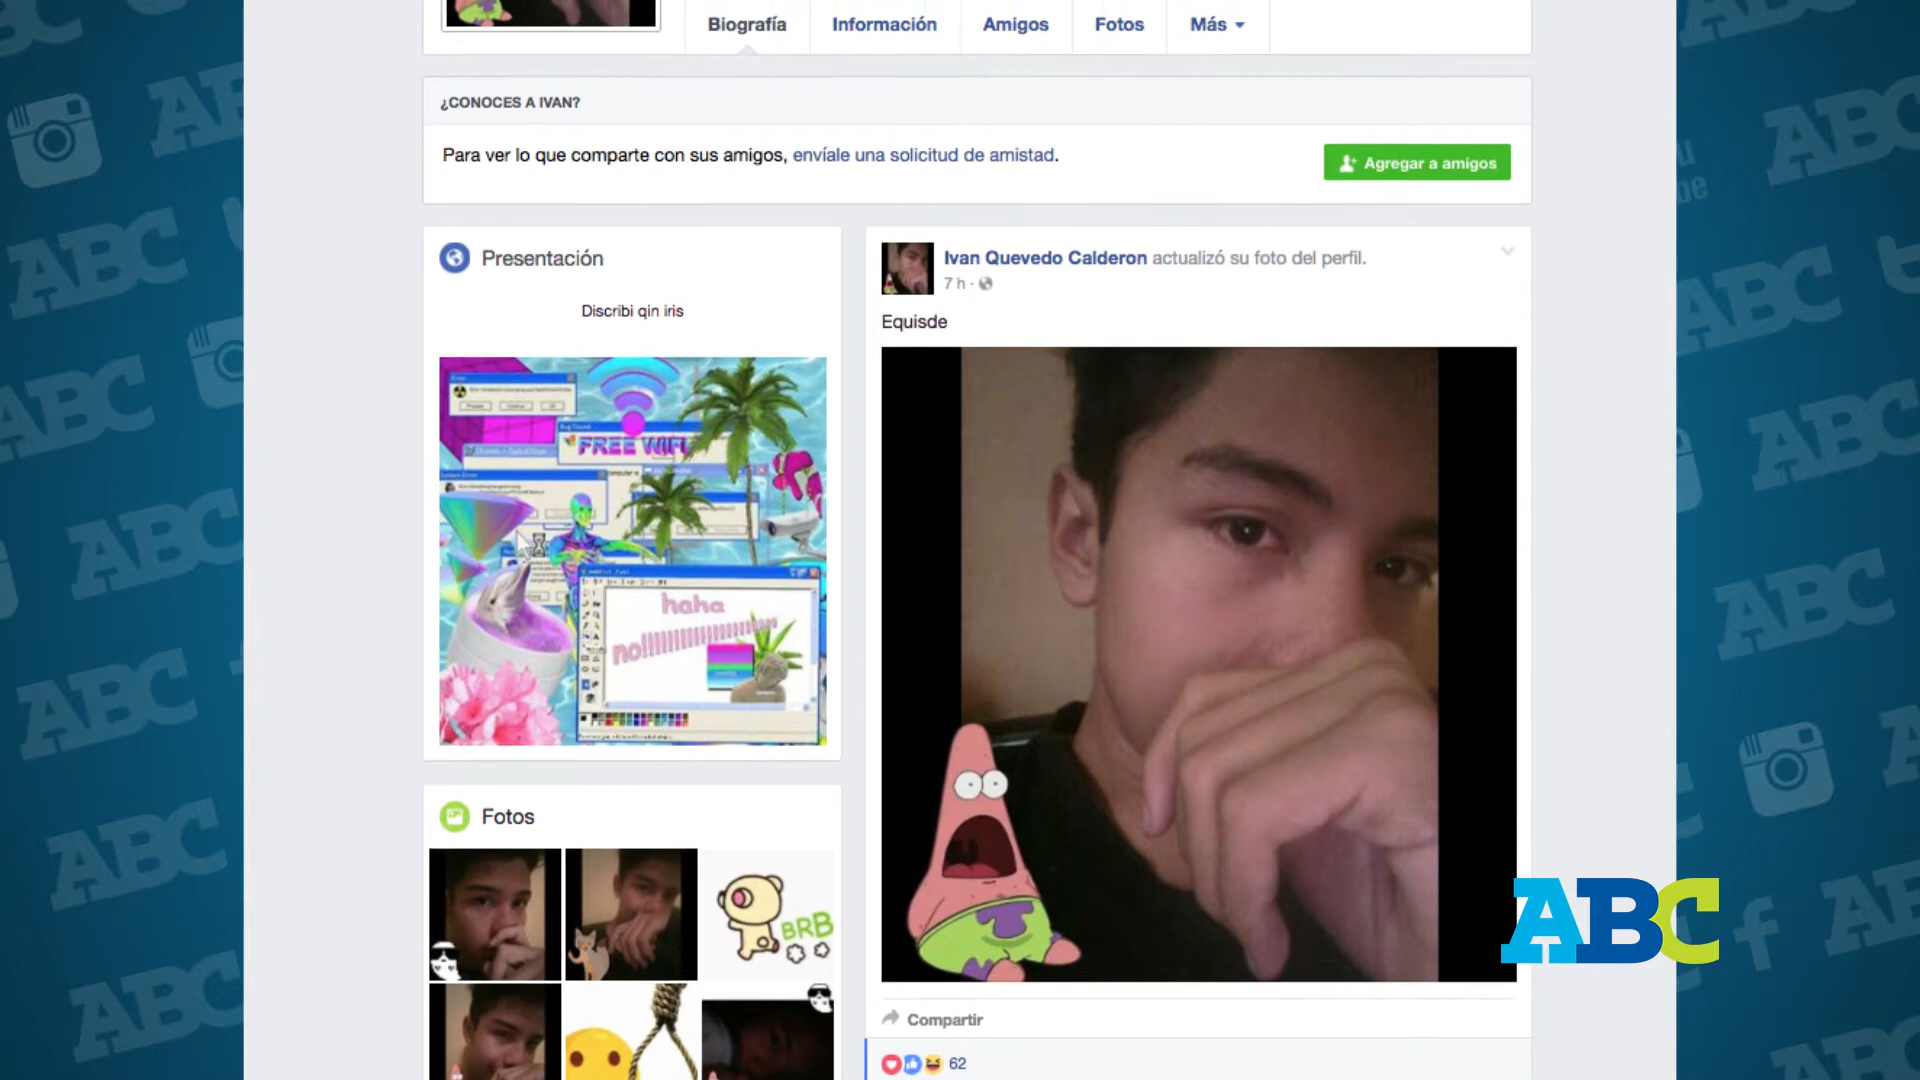 Biografía
Información
Amigos
Fotos
Más
¿CONOCES A IVAN?
Para ver lo que comparte con sus amigos, envíale una solicitud de amistad.
Agregar a amigos
Presentación
Discribi qin iris
FREE WIFI
haha
Ivan Quevedo Calderon actualizó su foto del perfil.
7 h ·
Equisde
Fotos
BRB
Compartir
62
ABC